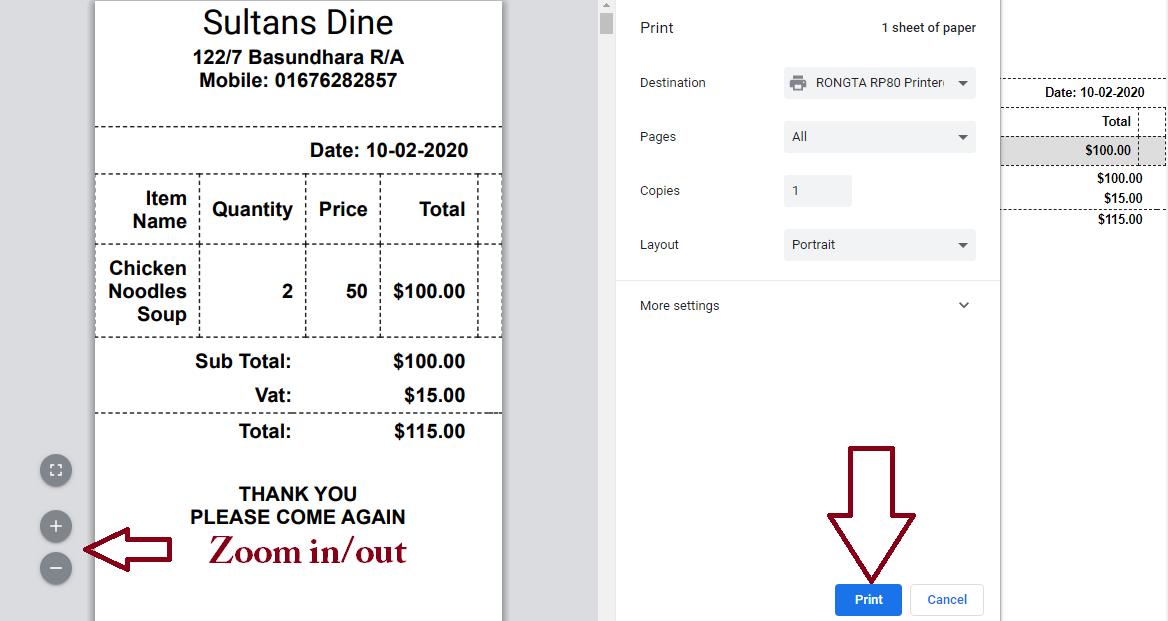 Sultans Dine
122/7 Basundhara R/A
Mobile: 01676282857
Date: 10-02-2020
Item Name Quantity Price Total
Chicken Noodles Soup 2 50 $100.00
Sub Total: $100.00
Vat: $15.00
Total: $115.00
THANK YOU
PLEASE COME AGAIN
Zoom in/out
Print 1 sheet of paper
Destination RONGTA RP80 Printer
Pages All
Copies 1
Layout Portrait
More settings
Print Cancel
Date: 10-02-2020
Total
$100.00
$100.00
$15.00
$115.00